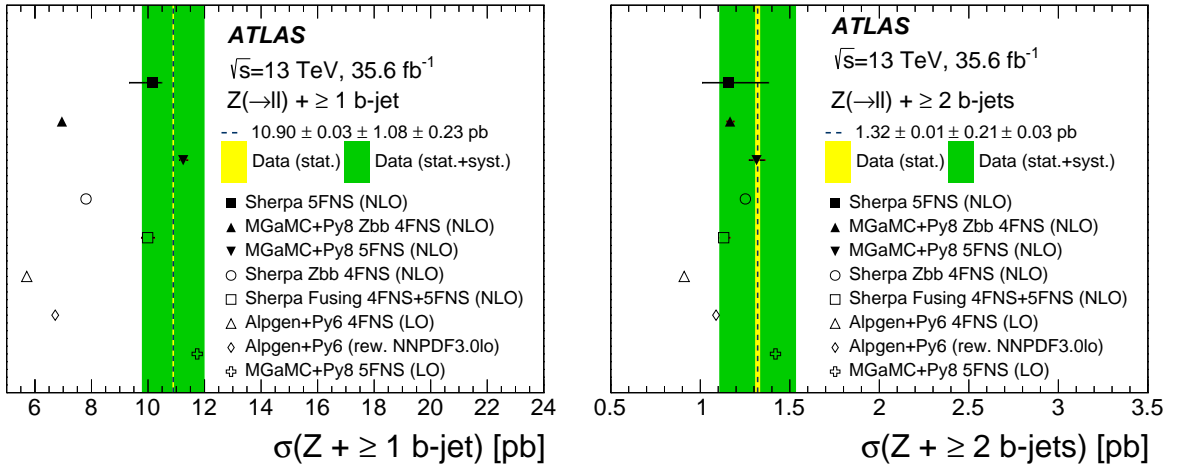 ATLAS
√s=13 TeV, 35.6 fb⁻¹
Z(→ll) + ≥ 1 b-jet
10.90 ± 0.03 ± 1.08 ± 0.23 pb
Data (stat.) Data (stat.+syst.)
Sherpa 5FNS (NLO)
MGaMC+Py8 Zbb 4FNS (NLO)
MGaMC+Py8 5FNS (NLO)
Sherpa Zbb 4FNS (NLO)
Sherpa Fusing 4FNS+5FNS (NLO)
Alpgen+Py6 4FNS (LO)
Alpgen+Py6 (rew. NNPDF3.0lo)
MGaMC+Py8 5FNS (LO)
6 8 10 12 14 16 18 20 22 24
σ(Z + ≥ 1 b-jet) [pb]
ATLAS
√s=13 TeV, 35.6 fb⁻¹
Z(→ll) + ≥ 2 b-jets
1.32 ± 0.01 ± 0.21 ± 0.03 pb
Data (stat.) Data (stat.+syst.)
Sherpa 5FNS (NLO)
MGaMC+Py8 Zbb 4FNS (NLO)
MGaMC+Py8 5FNS (NLO)
Sherpa Zbb 4FNS (NLO)
Sherpa Fusing 4FNS+5FNS (NLO)
Alpgen+Py6 4FNS (LO)
Alpgen+Py6 (rew. NNPDF3.0lo)
MGaMC+Py8 5FNS (LO)
0.5 1 1.5 2 2.5 3 3.5
σ(Z + ≥ 2 b-jets) [pb]